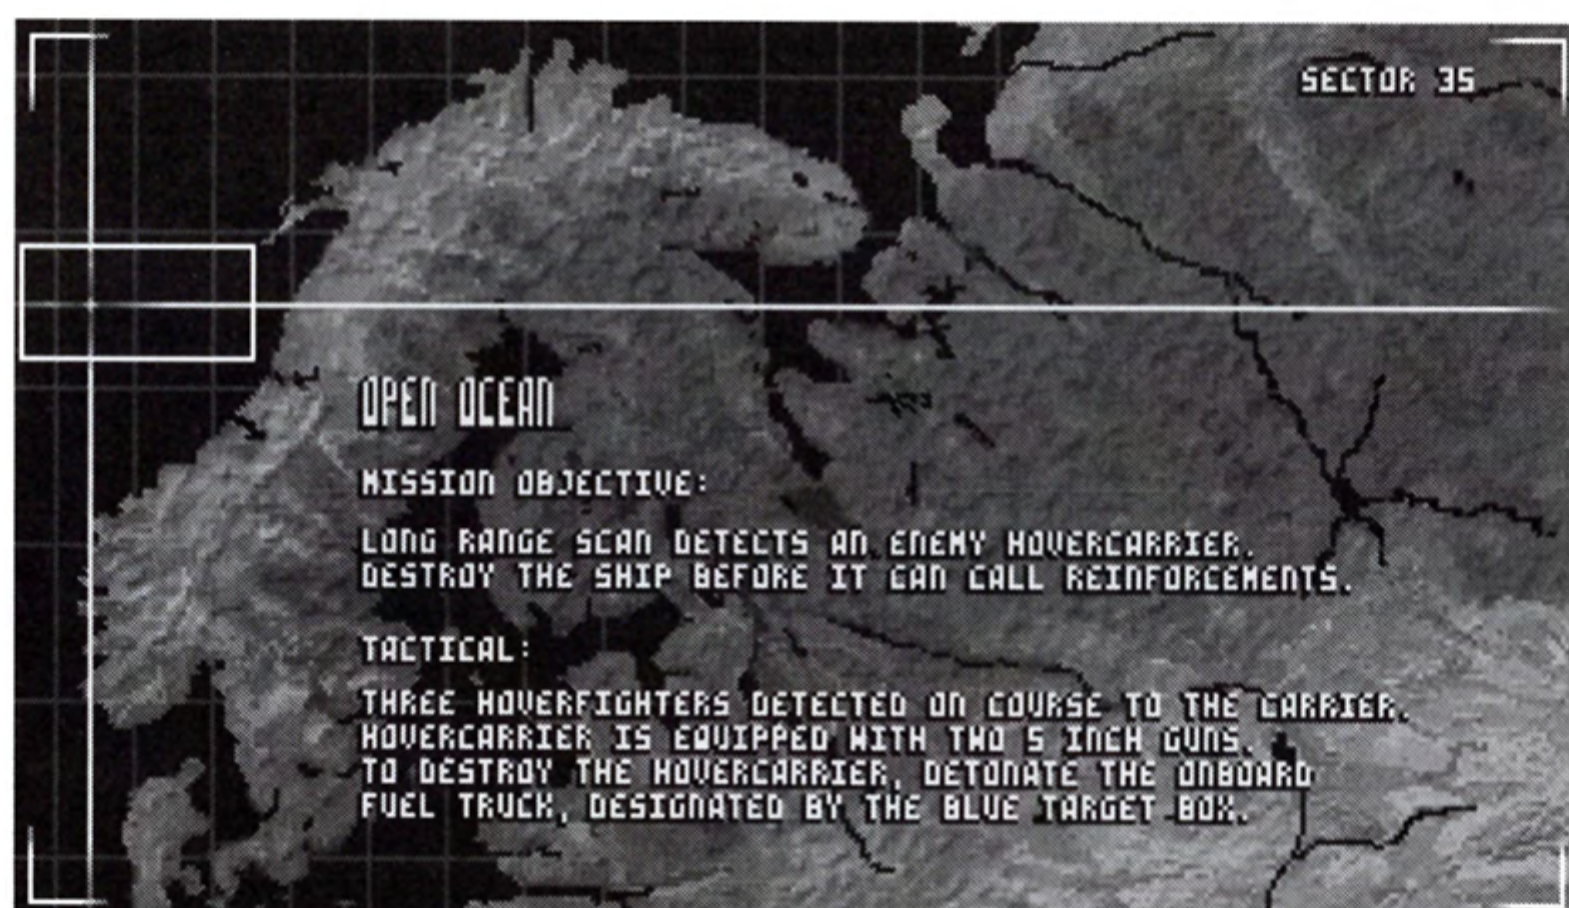 SECTOR 35
OPEN OCEAN
MISSION OBJECTIVE:
LONG RANGE SCAN DETECTS AN ENEMY HOVERCARRIER.
DESTROY THE SHIP BEFORE IT CAN CALL REINFORCEMENTS.
TACTICAL:
THREE HOVERFIGHTERS DETECTED ON COURSE TO THE CARRIER.
HOVERCARRIER IS EQUIPPED WITH TWO 5 INCH GUNS.
TO DESTROY THE HOVERCARRIER, DETONATE THE ONBOARD
FUEL TRUCK, DESIGNATED BY THE BLUE TARGET BOX.